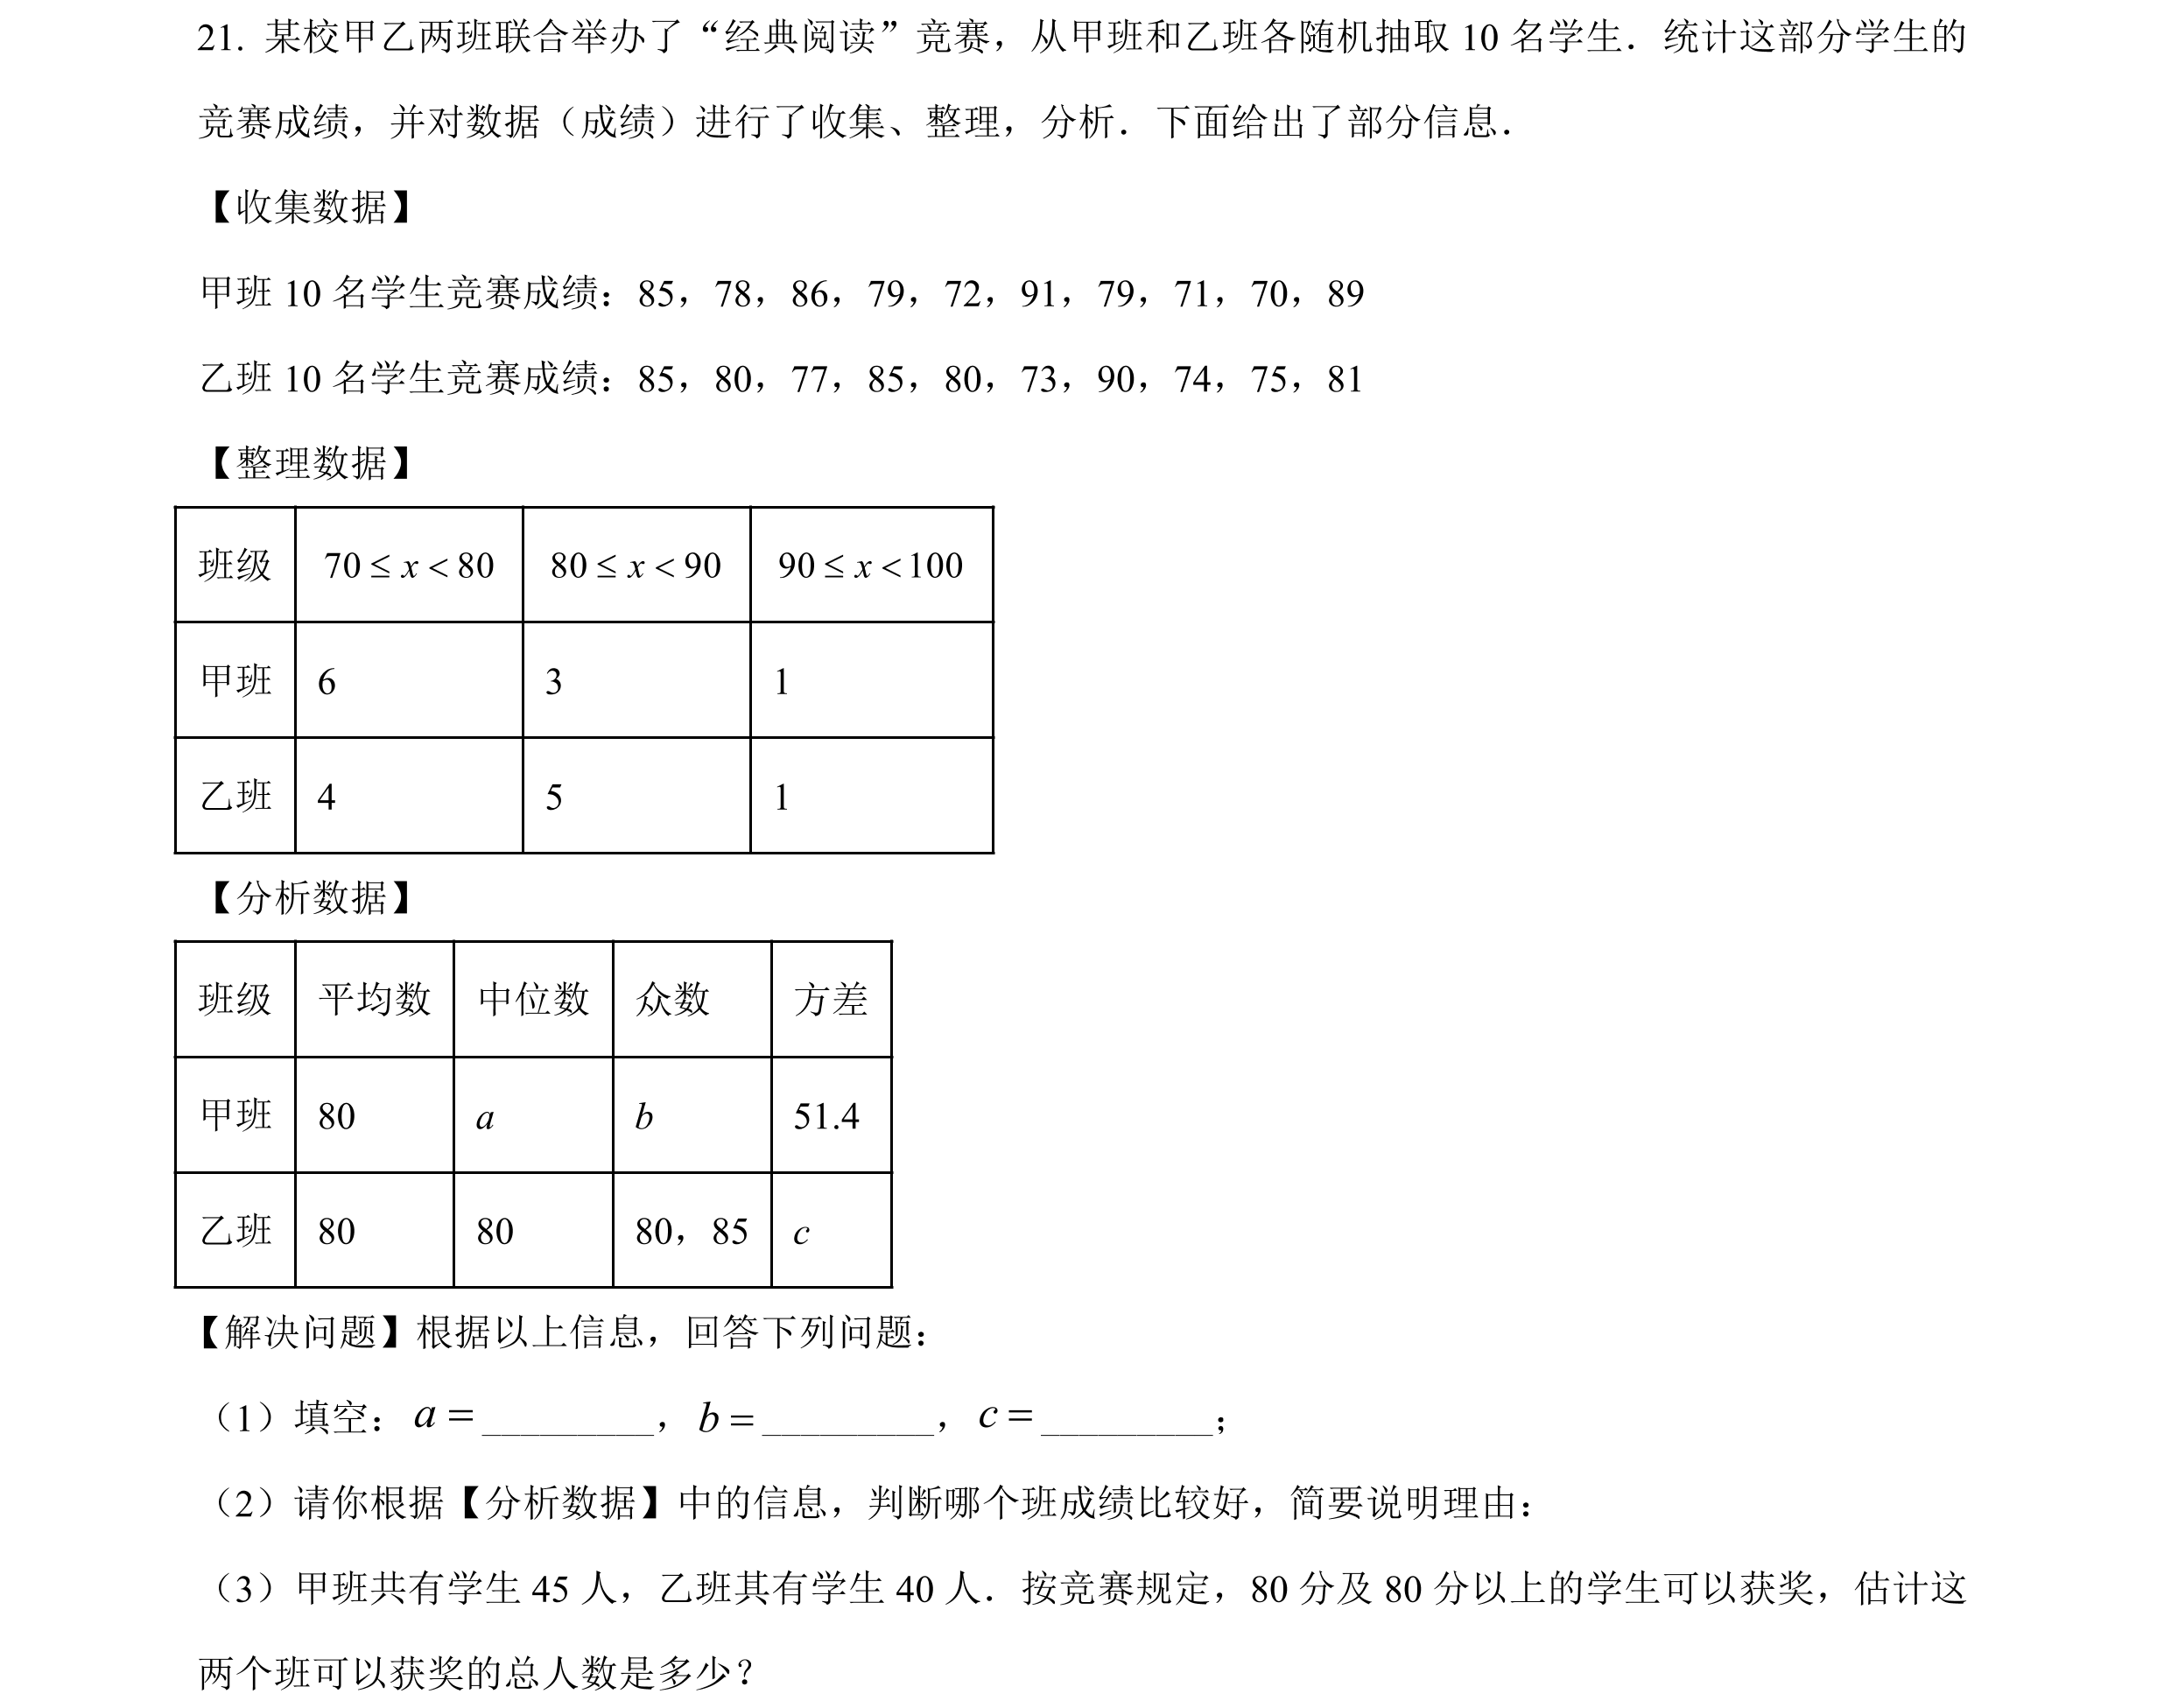 21. 某校甲乙两班联合举办了“经典阅读”竞赛，从甲班和乙班各随机抽取 10 名学生．统计这部分学生的
竞赛成绩，并对数据（成绩）进行了收集、整理，分析．下面给出了部分信息．
【收集数据】
甲班 10 名学生竞赛成绩：85，78，86，79，72，91，79，71，70，89
乙班 10 名学生竞赛成绩：85，80，77，85，80，73，90，74，75，81
【整理数据】
班级 70 ≤ x < 80 80 ≤ x < 90 90 ≤ x < 100
甲班 6 3 1
乙班 4 5 1
【分析数据】
班级 平均数 中位数 众数 方差
甲班 80 a b 51.4
乙班 80 80 80，85 c
【解决问题】根据以上信息，回答下列问题：
（1）填空：a = _________，b = _________，c = _________；
（2）请你根据【分析数据】中的信息，判断哪个班成绩比较好，简要说明理由：
（3）甲班共有学生 45 人，乙班共有学生 40 人．按竞赛规定，80 分及 80 分以上的学生可以获奖，估计这
两个班可以获奖的总人数是多少？